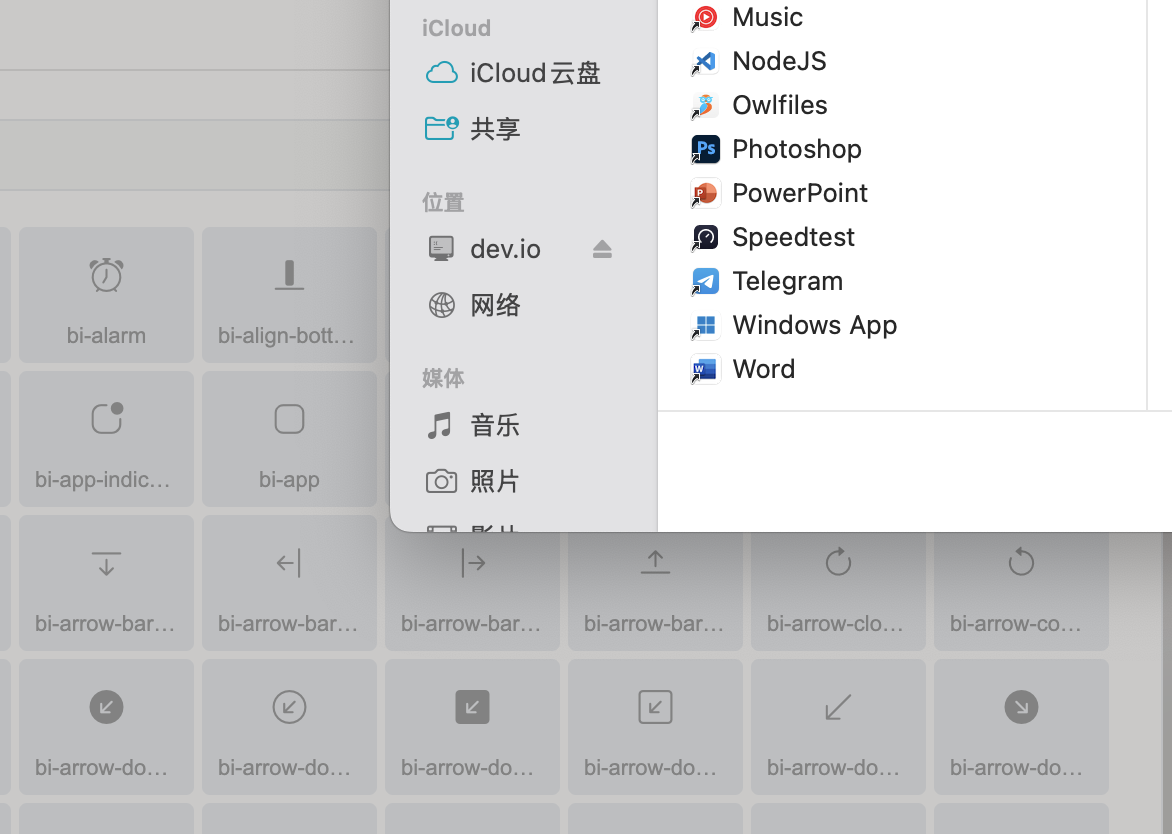 iCloud
iCloud云盘
共享
位置
dev.io
网络
媒体
音乐
照片
影片
Music
NodeJS
Owlfiles
Photoshop
PowerPoint
Speedtest
Telegram
Windows App
Word
bi-alarm
bi-align-bott…
bi-app-indic…
bi-app
bi-arrow-bar…
bi-arrow-bar…
bi-arrow-bar…
bi-arrow-bar…
bi-arrow-clo…
bi-arrow-co…
bi-arrow-do…
bi-arrow-do…
bi-arrow-do…
bi-arrow-do…
bi-arrow-do…
bi-arrow-do…